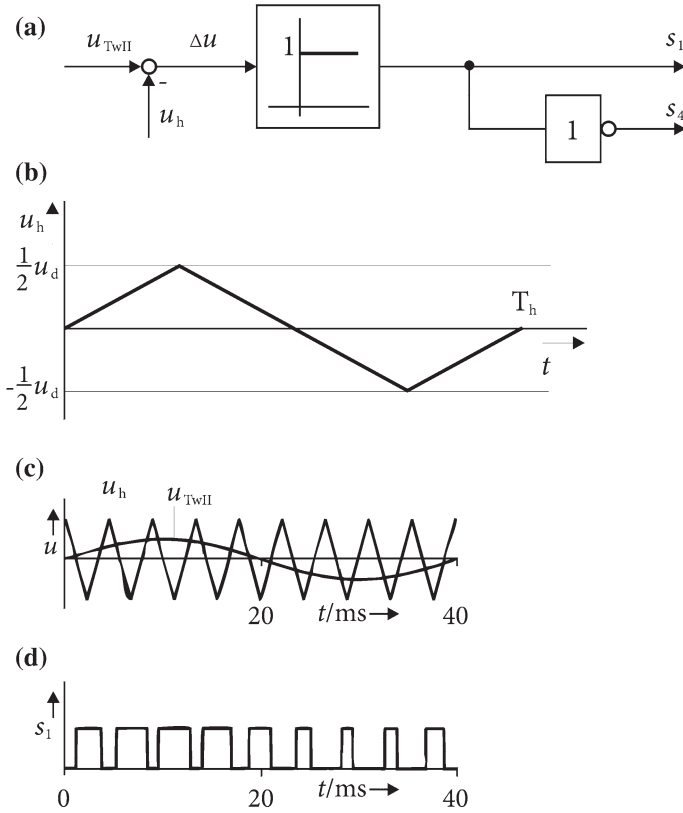 (a)
u_TwII Δu 1 s_1
- u_h 1 s_4
(b)
u_h
1/2 u_d
T_h
t
-1/2 u_d
(c)
u_h u_TwII
u
20 t/ms 40
(d)
s_1
0 20 t/ms 40